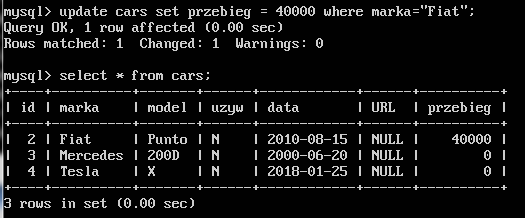 mysql> update cars set przebieg = 40000 where marka="Fiat";
Query OK, 1 row affected (0.00 sec)
Rows matched: 1  Changed: 1  Warnings: 0
mysql> select * from cars;
+----+----------+-------+------+------------+------+----------+
| id | marka    | model | uzyw | data       | URL  | przebieg |
+----+----------+-------+------+------------+------+----------+
|  2 | Fiat     | Punto | N    | 2010-08-15 | NULL |    40000 |
|  3 | Mercedes | 200D  | N    | 2000-06-20 | NULL |        0 |
|  4 | Tesla    | X     | N    | 2018-01-25 | NULL |        0 |
+----+----------+-------+------+------------+------+----------+
3 rows in set (0.00 sec)